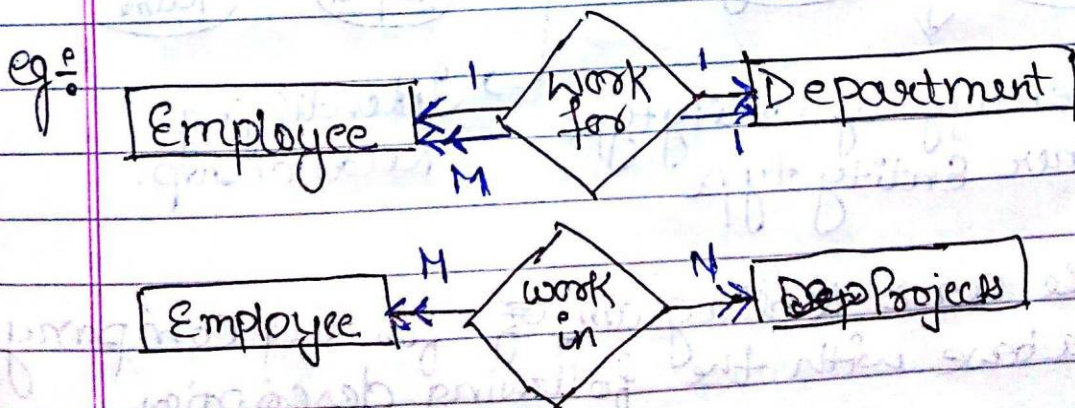 eg:
1 1
Employee work for Department
M 1
M N
Employee work in Projects